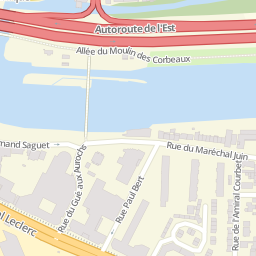 Autoroute de l'Est
Allée du Moulin des Corbeaux
mand Saguet
Rue du Maréchal Juin
Rue du Gué aux Aurochs
Rue Paul Bert
Rue de l'Amiral Courbet
al Leclerc